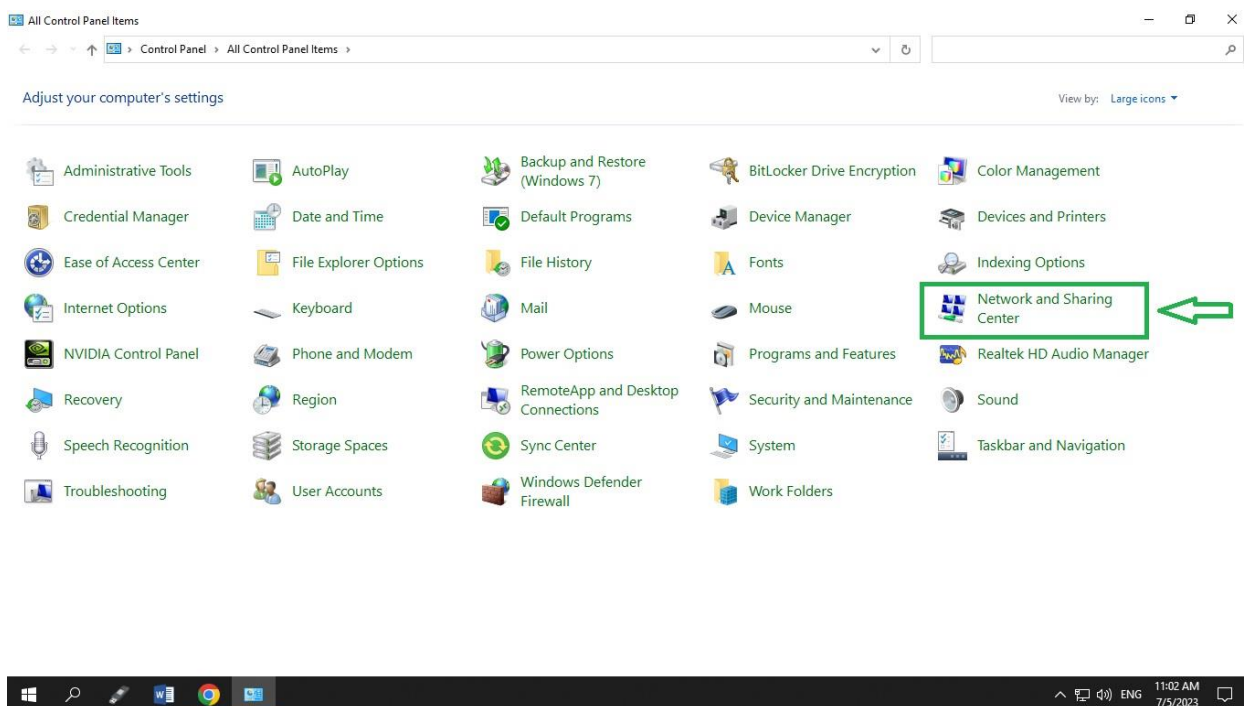 All Control Panel Items
Control Panel › All Control Panel Items ›
Adjust your computer's settings
View by: Large icons
Administrative Tools
AutoPlay
Backup and Restore
(Windows 7)
BitLocker Drive Encryption
Color Management
Credential Manager
Date and Time
Default Programs
Device Manager
Devices and Printers
Ease of Access Center
File Explorer Options
File History
Fonts
Indexing Options
Internet Options
Keyboard
Mail
Mouse
Network and Sharing
Center
NVIDIA Control Panel
Phone and Modem
Power Options
Programs and Features
Realtek HD Audio Manager
Recovery
Region
RemoteApp and Desktop
Connections
Security and Maintenance
Sound
Speech Recognition
Storage Spaces
Sync Center
System
Taskbar and Navigation
Troubleshooting
User Accounts
Windows Defender
Firewall
Work Folders
ENG
11:02 AM
7/5/2023